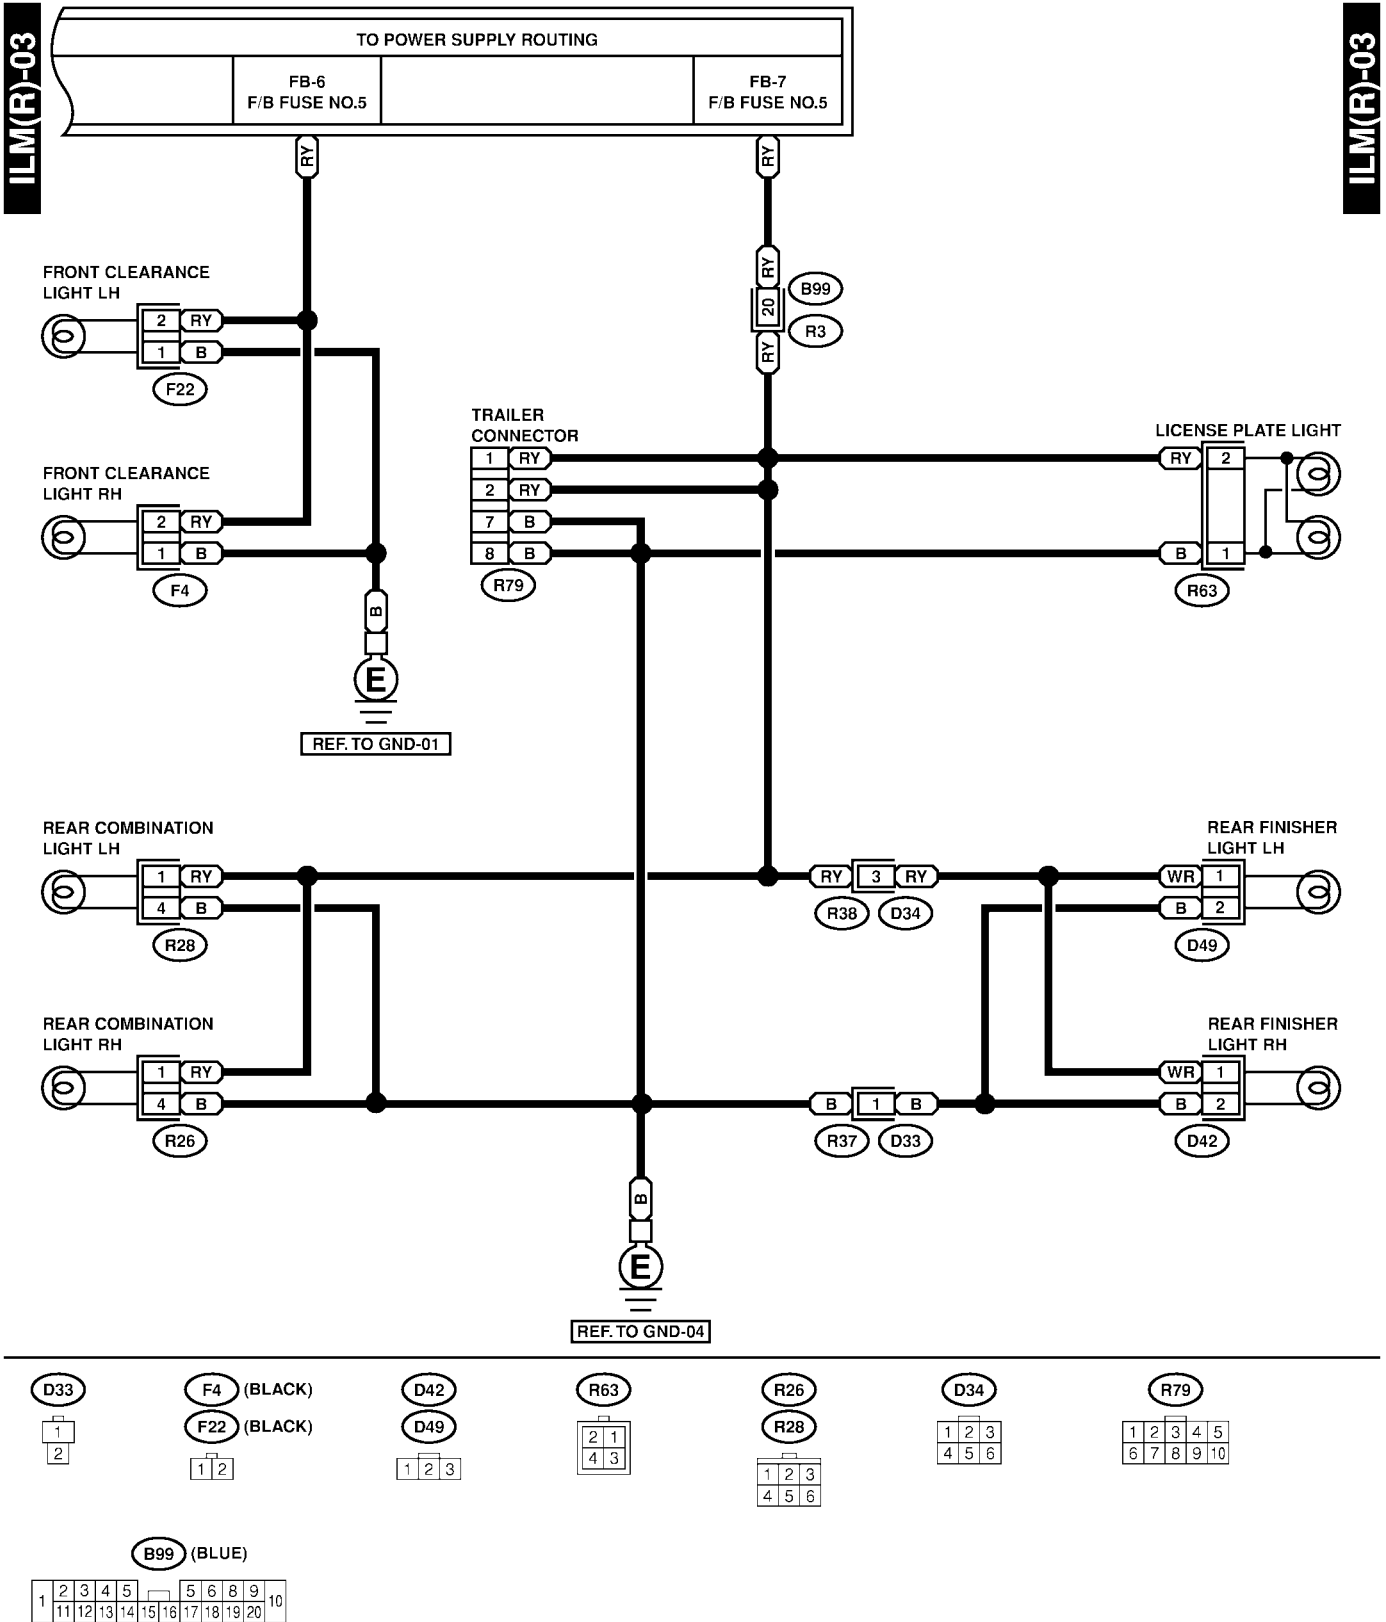 ILM(R)-03
ILM(R)-03
TO POWER SUPPLY ROUTING
FB-6
F/B FUSE NO.5
FB-7
F/B FUSE NO.5
RY
RY
FRONT CLEARANCE
LIGHT LH
2 RY
1 B
F22
RY
20
RY
B99
R3
FRONT CLEARANCE
LIGHT RH
2 RY
1 B
F4
B
E
REF. TO GND-01
TRAILER
CONNECTOR
1 RY
2 RY
7 B
8 B
R79
LICENSE PLATE LIGHT
RY 2
B 1
R63
REAR COMBINATION
LIGHT LH
1 RY
4 B
R28
RY 3 RY
R38 D34
REAR FINISHER
LIGHT LH
WR 1
B 2
D49
REAR COMBINATION
LIGHT RH
1 RY
4 B
R26
B 1 B
R37 D33
REAR FINISHER
LIGHT RH
WR 1
B 2
D42
B
E
REF. TO GND-04
D33
1
2
F4 (BLACK)
F22 (BLACK)
1 2
D42
D49
1 2 3
R63
2 1
4 3
R26
R28
1 2 3
4 5 6
D34
1 2 3
4 5 6
R79
1 2 3 4 5
6 7 8 9 10
B99 (BLUE)
1 2 3 4 5 5 6 8 9 10
11 12 13 14 15 16 17 18 19 20